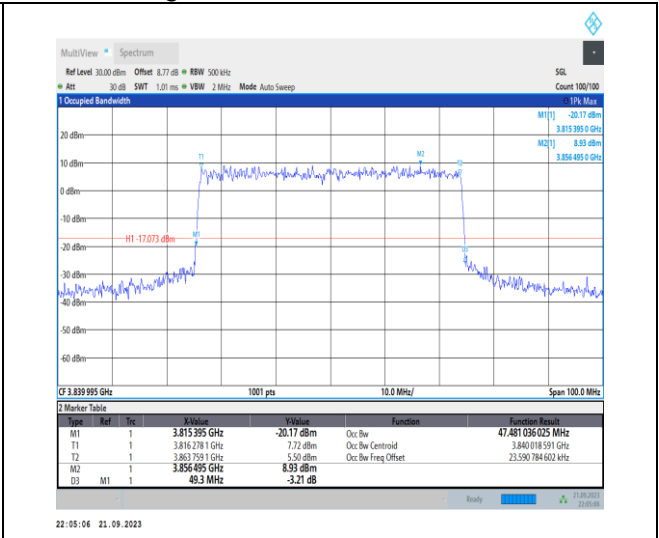 MultiView Spectrum
Ref Level 30.00 dBm Offset 8.77 dB RBW 500 kHz SGL
Att 30 dB SWT 1.01 ms VBW 2 MHz Mode Auto Sweep Count 100/100
1 Occupied Bandwidth 1Pk Max
M1[1] -20.17 dBm
3.815 395 0 GHz
M2[1] 8.93 dBm
3.856 495 0 GHz
20 dBm
10 dBm
0 dBm
-10 dBm
-20 dBm
-30 dBm
-40 dBm
-50 dBm
-60 dBm
T1
M2
T2
M1
H1 -17.073 dBm
D3
CF 3.839 995 GHz 1001 pts 10.0 MHz/ Span 100.0 MHz
2 Marker Table
Type Ref Trc X-Value Y-Value Function Function Result
M1 1 3.815 395 GHz -20.17 dBm Occ Bw 47.481 036 025 MHz
T1 1 3.816 278 1 GHz 7.72 dBm Occ Bw Centroid 3.840 018 591 GHz
T2 1 3.863 759 1 GHz 5.50 dBm Occ Bw Freq Offset 23.590 784 602 kHz
M2 1 3.856 495 GHz 8.93 dBm
D3 M1 1 49.3 MHz -3.21 dB
Ready 21.09.2023
22:05:06
22:05:06 21.09.2023